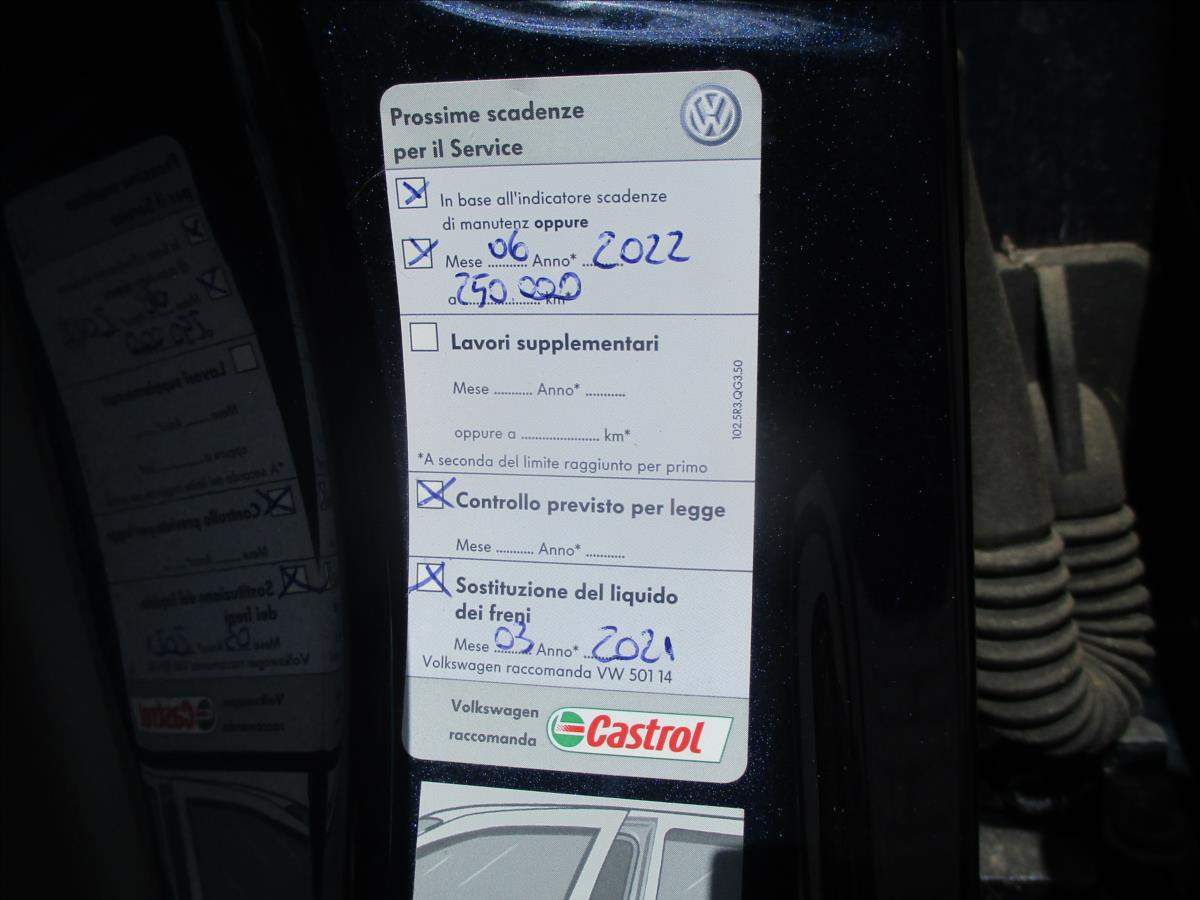 Prossime scadenze
per il Service
In base all'indicatore scadenze
di manutenz oppure
Mese 06 Anno* 2022
a 250 000 km
Lavori supplementari
Mese .......... Anno* ..........
oppure a .................... km*
*A seconda del limite raggiunto per primo
102.5R3.QG3.50
Controllo previsto per legge
Mese .......... Anno* ..........
Sostituzione del liquido
dei freni
Mese 03 Anno* 2021
Volkswagen raccomanda VW 501 14
Volkswagen
raccomanda
Castrol